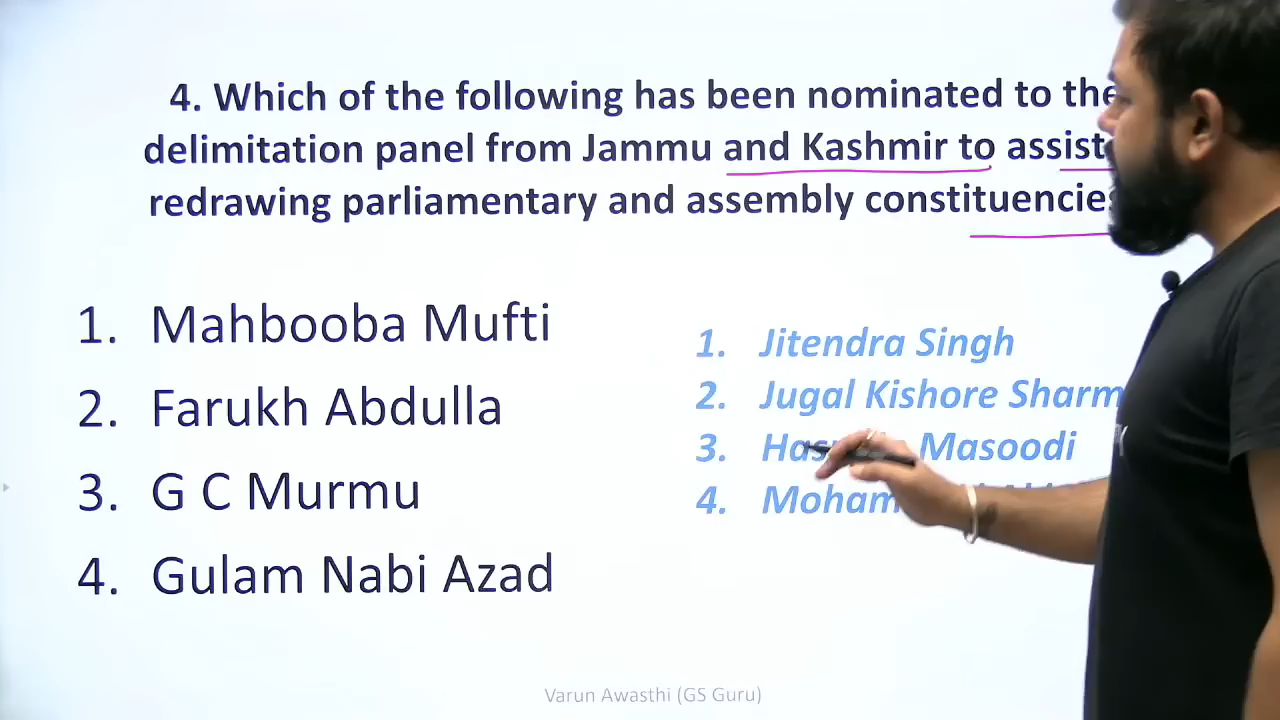 4. Which of the following has been nominated to the
delimitation panel from Jammu and Kashmir to assist
redrawing parliamentary and assembly constituencies
1. Mahbooba Mufti
2. Farukh Abdulla
3. G C Murmu
4. Gulam Nabi Azad
1. Jitendra Singh
2. Jugal Kishore
3. Masoodi
4.
Varun Awasthi (GS Guru)